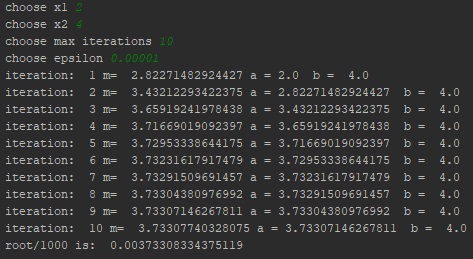 choose x1 2
choose x2 4
choose max iterations 10
choose epsilon 0.00001
iteration:  1 m=  2.82271482924427 a = 2.0  b =  4.0
iteration:  2 m=  3.43212293422375 a = 2.82271482924427  b =  4.0
iteration:  3 m=  3.65919241978438 a = 3.43212293422375  b =  4.0
iteration:  4 m=  3.71669019092397 a = 3.65919241978438  b =  4.0
iteration:  5 m=  3.72953338644175 a = 3.71669019092397  b =  4.0
iteration:  6 m=  3.73231617917479 a = 3.72953338644175  b =  4.0
iteration:  7 m=  3.73291509691457 a = 3.73231617917479  b =  4.0
iteration:  8 m=  3.73304380976992 a = 3.73291509691457  b =  4.0
iteration:  9 m=  3.73307146267811 a = 3.73304380976992  b =  4.0
iteration:  10 m=  3.73307740328075 a = 3.73307146267811  b =  4.0
root/1000 is:  0.00373308334375119